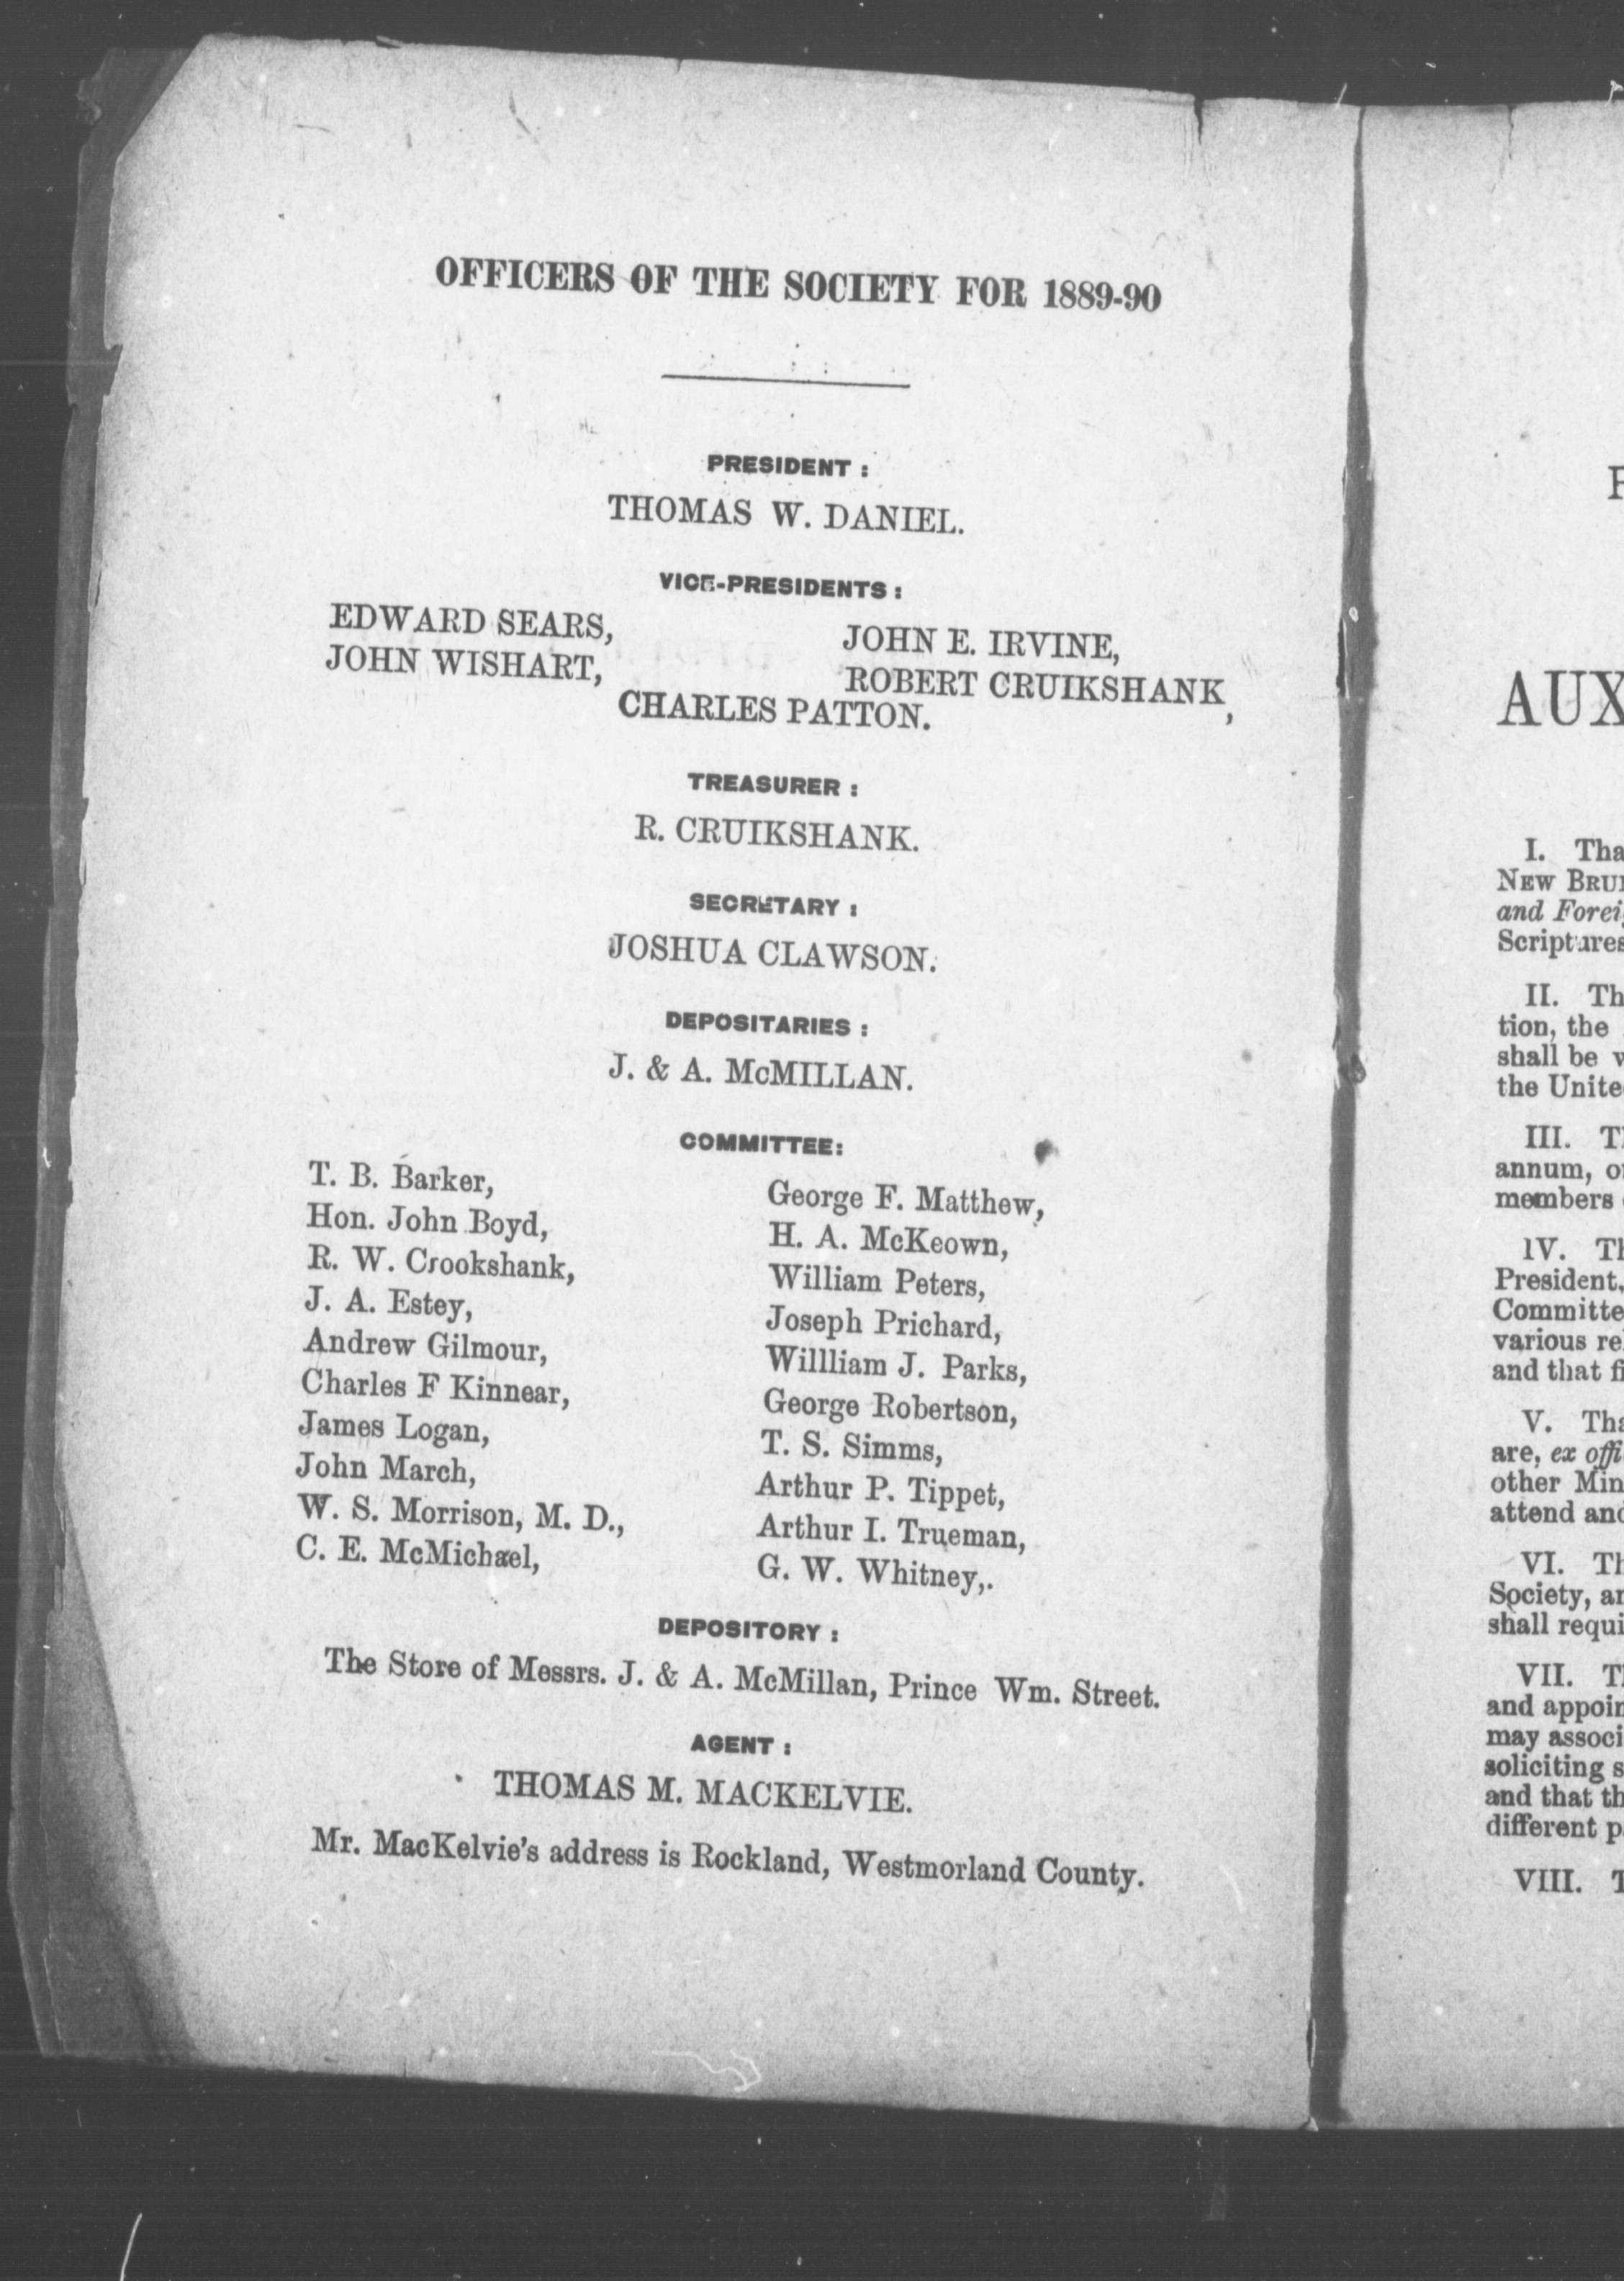 OFFICERS OF THE SOCIETY FOR 1889-90
PRESIDENT :
THOMAS W. DANIEL.
VICE-PRESIDENTS :
EDWARD SEARS, JOHN E. IRVINE,
JOHN WISHART, ROBERT CRUIKSHANK,
CHARLES PATTON.
TREASURER :
R. CRUIKSHANK.
SECRETARY :
JOSHUA CLAWSON.
DEPOSITARIES :
J. & A. McMILLAN.
COMMITTEE:
T. B. Barker,
Hon. John Boyd,
R. W. Crookshank,
J. A. Estey,
Andrew Gilmour,
Charles F Kinnear,
James Logan,
John March,
W. S. Morrison, M. D.,
C. E. McMichael,
George F. Matthew,
H. A. McKeown,
William Peters,
Joseph Prichard,
Willliam J. Parks,
George Robertson,
T. S. Simms,
Arthur P. Tippet,
Arthur I. Trueman,
G. W. Whitney,.
DEPOSITORY :
The Store of Messrs. J. & A. McMillan, Prince Wm. Street.
AGENT :
THOMAS M. MACKELVIE.
Mr. MacKelvie's address is Rockland, Westmorland County.
AUX
I. Tha
NEW BRU
and Forei
Scriptures
II. Th
tion, the
shall be
the Unite
III. T
annum, o
members
IV. Th
President,
Committe
various re
and that fi
V. Tha
are, ex offi
other Min
attend and
VI. Th
Society, a
shall requi
VII. T
and appoin
may associ
soliciting s
and that th
different p
VIII. T